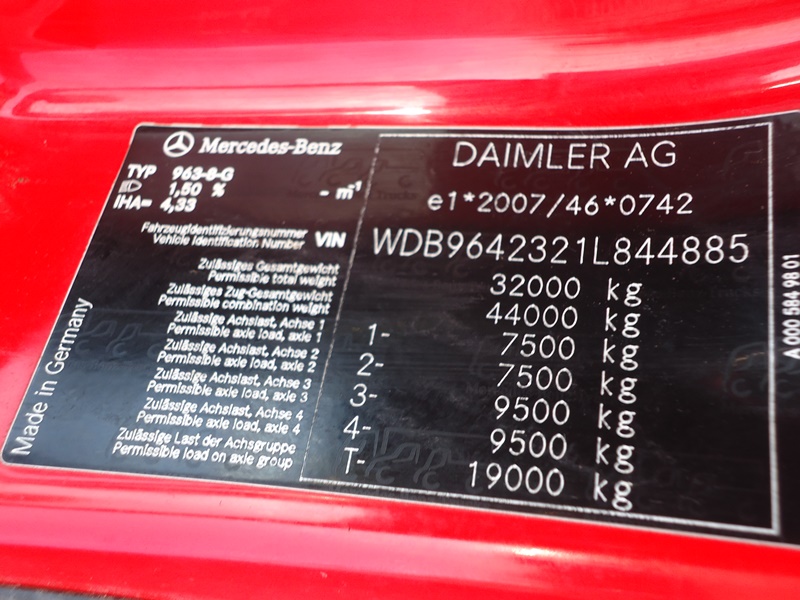 Mercedes-Benz
TYP 963-8-G
1,50 % - m⁻¹
IHA= 4,33
DAIMLER AG
e1*2007/46*0742
Fahrzeugidentifizierungsnummer
Vehicle Identification Number VIN WDB9642321L844885
Zulässiges Gesamtgewicht
Permissible total weight 32000 kg
Zulässiges Zug-Gesamtgewicht
Permissible combination weight 44000 kg
Zulässige Achslast, Achse 1
Permissible axle load, axle 1 1- 7500 kg
Zulässige Achslast, Achse 2
Permissible axle load, axle 2 2- 7500 kg
Zulässige Achslast, Achse 3
Permissible axle load, axle 3 3- 9500 kg
Zulässige Achslast, Achse 4
Permissible axle load, axle 4 4- 9500 kg
Zulässige Last der Achsgruppe
Permissible load on axle group T- 19000 kg
Made in Germany
A 000 584 98 01